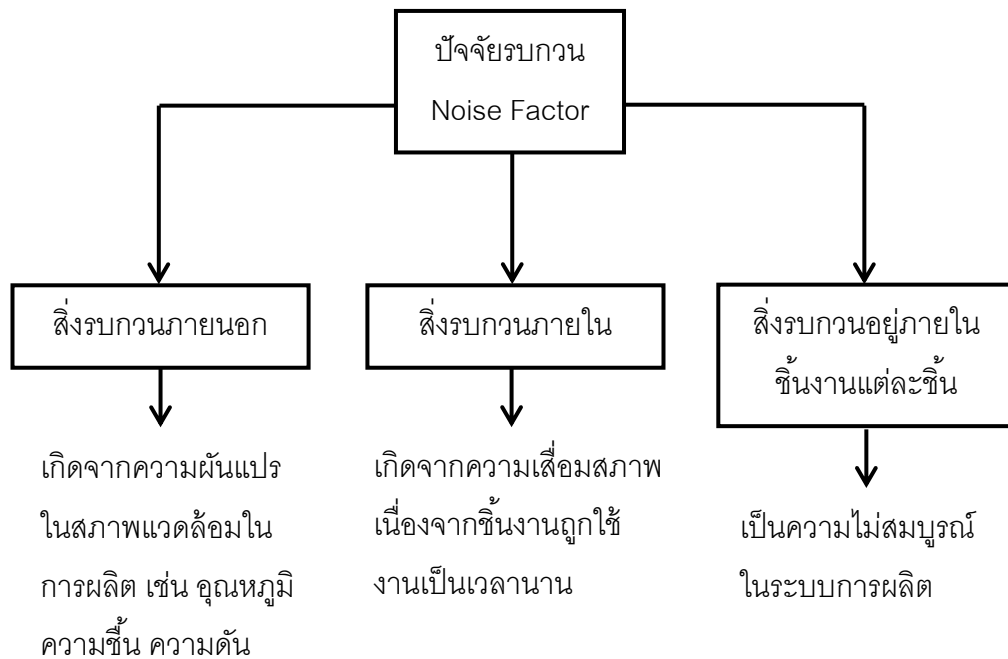 ปัจจัยรบกวน
Noise Factor
สิ่งรบกวนภายนอก
สิ่งรบกวนภายใน
สิ่งรบกวนอยู่ภายใน
ชิ้นงานแต่ละชิ้น
เกิดจากความผันแปร
ในสภาพแวดล้อมใน
การผลิต เช่น อุณหภูมิ
ความชื้น ความดัน
เกิดจากความเสื่อมสภาพ
เนื่องจากชิ้นงานถูกใช้
งานเป็นเวลานาน
เป็นความไม่สมบูรณ์
ในระบบการผลิต